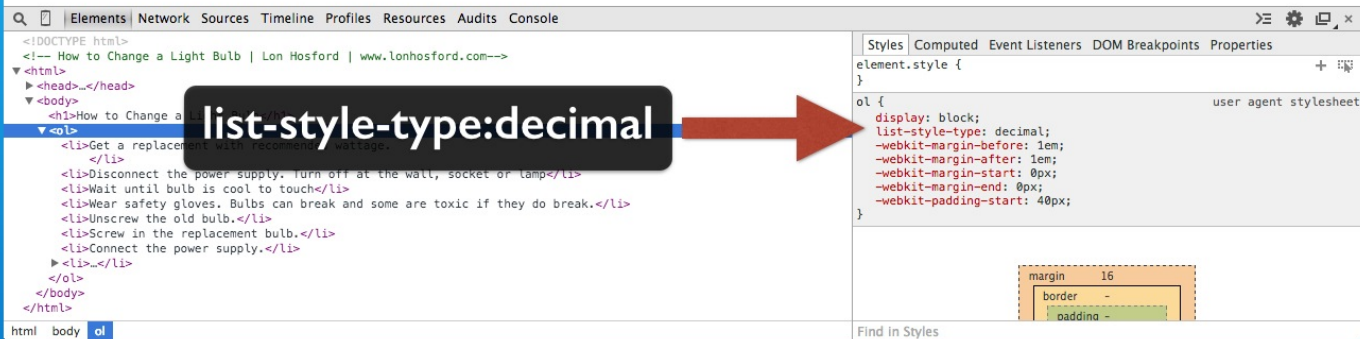 Elements Network Sources Timeline Profiles Resources Audits Console
<!DOCTYPE html>
<!-- How to Change a Light Bulb | Lon Hosford | www.lonhosford.com-->
▼<html>
▶<head>…</head>
▼<body>
<h1>How to Change a
▼<ol>
<li>Get a replacement with recommended wattage.
</li>
<li>Disconnect the power supply. Turn off at the wall, socket or lamp</li>
<li>Wait until bulb is cool to touch</li>
<li>Wear safety gloves. Bulbs can break and some are toxic if they do break.</li>
<li>Unscrew the old bulb.</li>
<li>Screw in the replacement bulb.</li>
<li>Connect the power supply.</li>
▶<li>…</li>
</ol>
</body>
</html>
html body ol
list-style-type:decimal
Styles Computed Event Listeners DOM Breakpoints Properties
element.style {
}
ol { user agent stylesheet
display: block;
list-style-type: decimal;
-webkit-margin-before: 1em;
-webkit-margin-after: 1em;
-webkit-margin-start: 0px;
-webkit-margin-end: 0px;
-webkit-padding-start: 40px;
}
margin 16
border -
padding -
Find in Styles